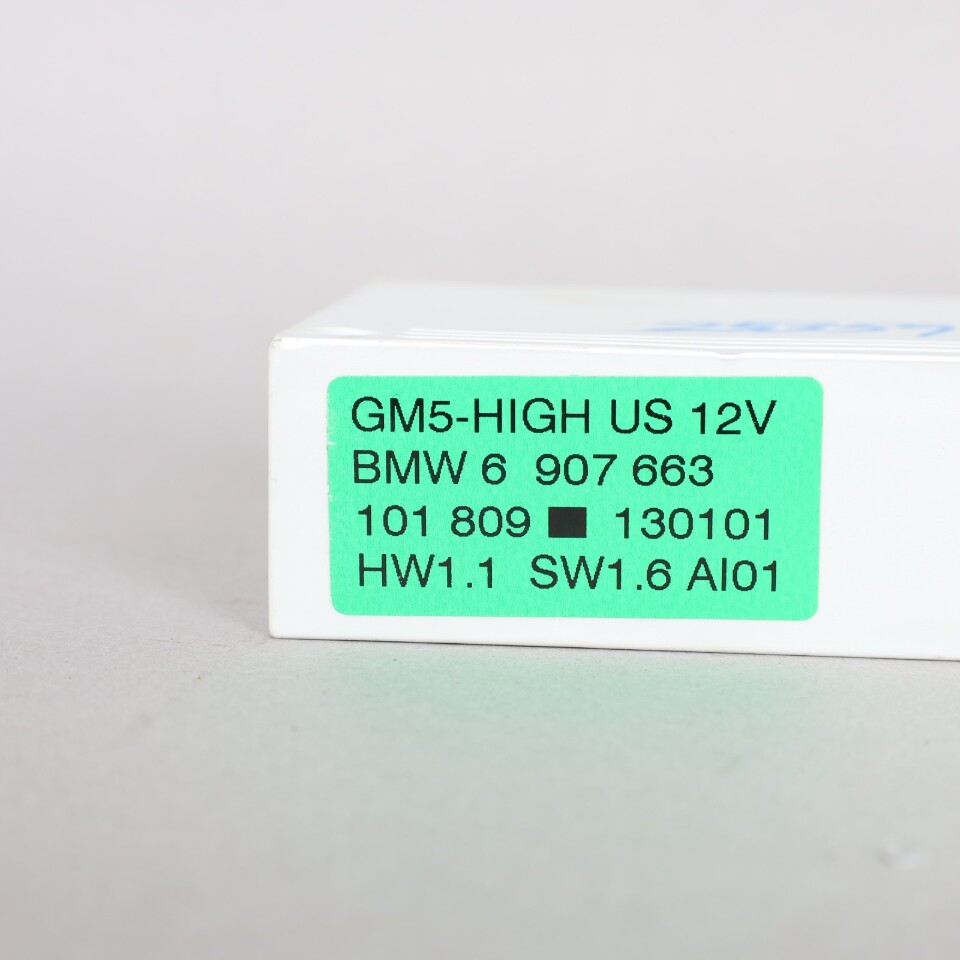 GM5-HIGH US 12V
BMW 6 907 663
101 809 ■ 130101
HW1.1 SW1.6 AI01